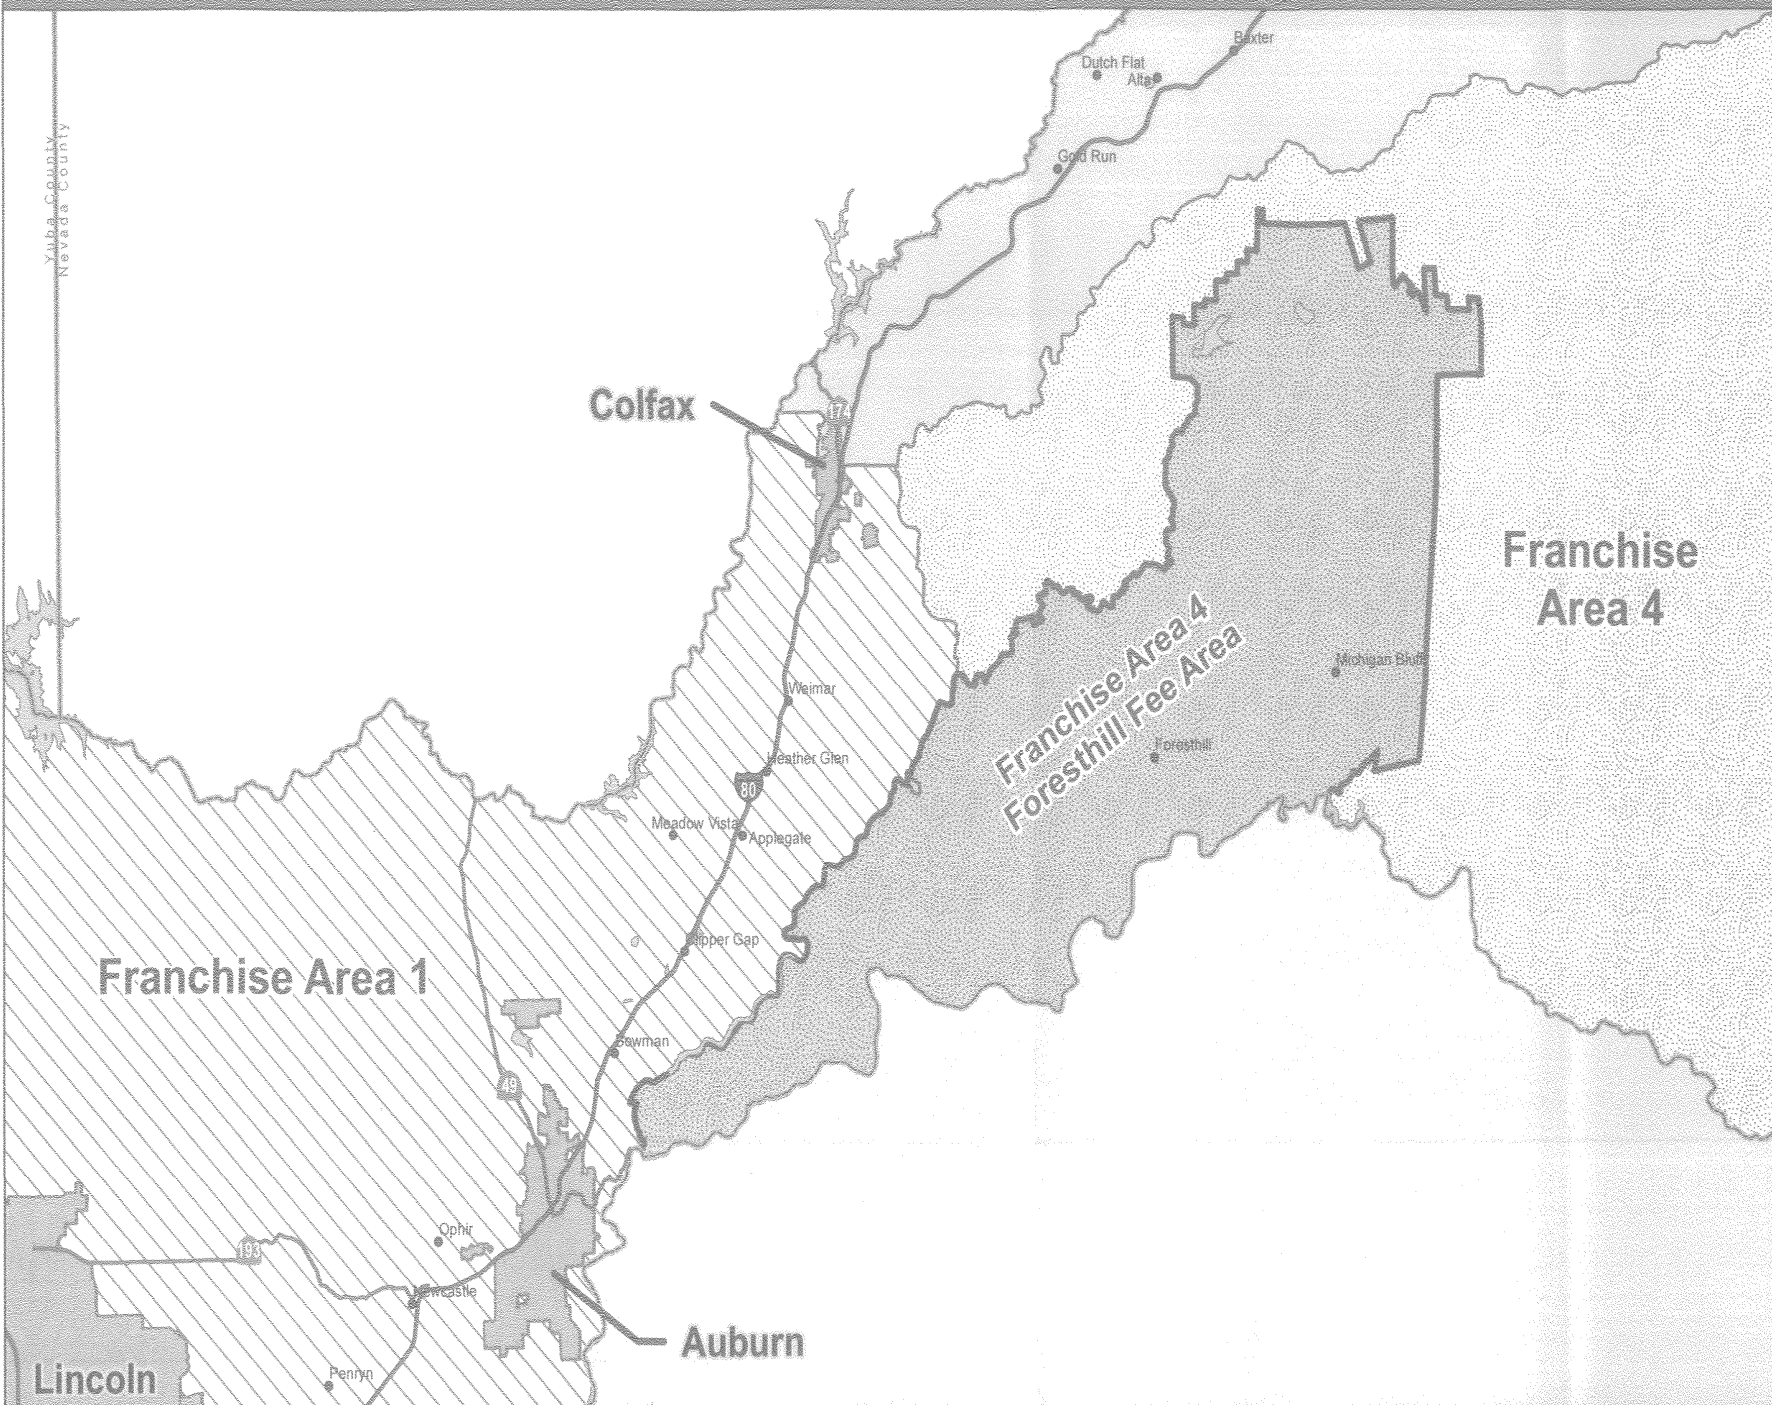 Baxter
Dutch Flat
Alta
Gold Run
Yuba County
Nevada County
Colfax
174
Franchise
Area 4
Franchise Area 4
Foresthill Fee Area
Michigan Bluff
Weimar
Foresthill
Heather Glen
80
Meadow Vista
Applegate
Clipper Gap
Franchise Area 1
Bowman
49
Ophir
193
Newcastle
Auburn
Penryn
Lincoln